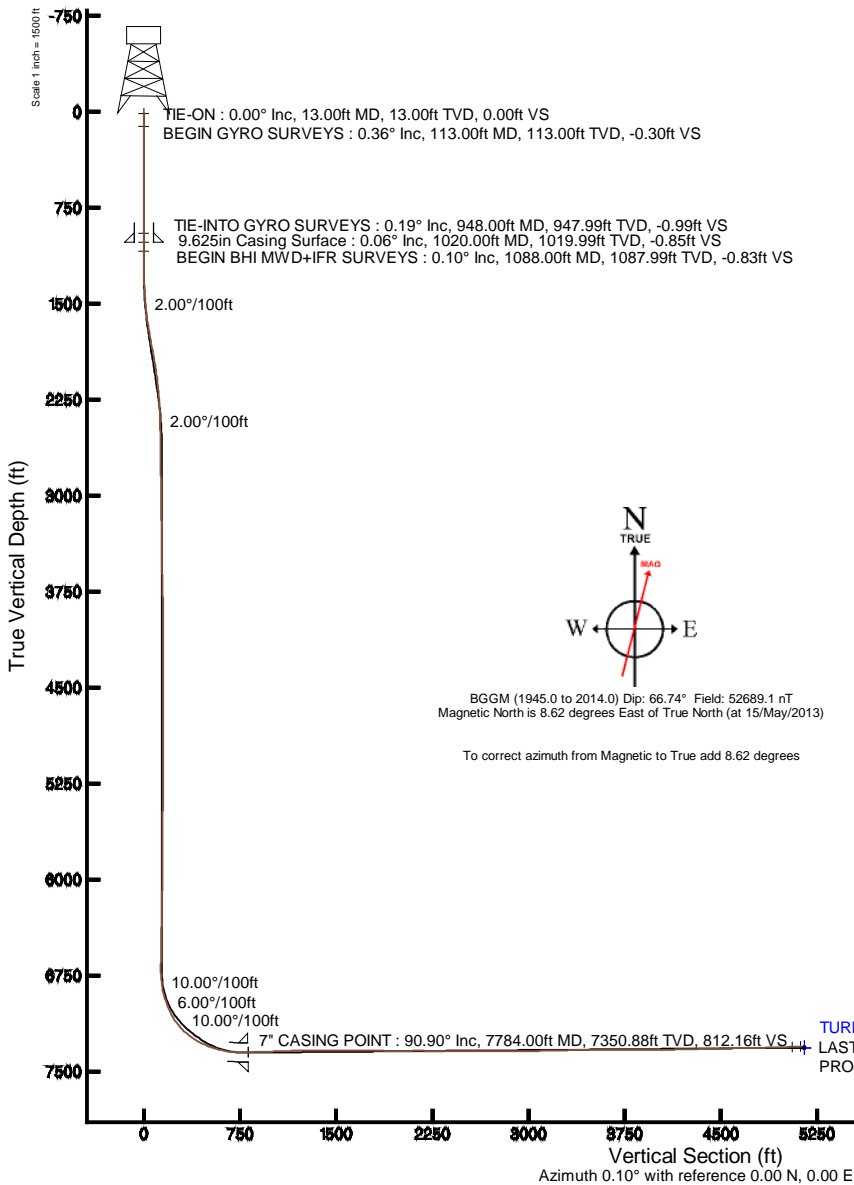 Scale 1 inch = 1500 ft
-750
0
TIE-ON : 0.00° Inc, 13.00ft MD, 13.00ft TVD, 0.00ft VS
BEGIN GYRO SURVEYS : 0.36° Inc, 113.00ft MD, 113.00ft TVD, -0.30ft VS
750
TIE-INTO GYRO SURVEYS : 0.19° Inc, 948.00ft MD, 947.99ft TVD, -0.99ft VS
9.625in Casing Surface : 0.06° Inc, 1020.00ft MD, 1019.99ft TVD, -0.85ft VS
BEGIN BHI MWD+IFR SURVEYS : 0.10° Inc, 1088.00ft MD, 1087.99ft TVD, -0.83ft VS
1500
2.00°/100ft
2250
2.00°/100ft
True Vertical Depth (ft)
3000
N
TRUE
MAG
3750
W
E
4500
BGGM (1945.0 to 2014.0) Dip: 66.74° Field: 52689.1 nT
Magnetic North is 8.62 degrees East of True North (at 15/May/2013)
To correct azimuth from Magnetic to True add 8.62 degrees
5250
6000
6750
10.00°/100ft
6.00°/100ft
10.00°/100ft
TURN
7" CASING POINT : 90.90° Inc, 7784.00ft MD, 7350.88ft TVD, 812.16ft VS
LAST
PRO
7500
0 750 1500 2250 3000 3750 4500 5250
Vertical Section (ft)
Azimuth 0.10° with reference 0.00 N, 0.00 E